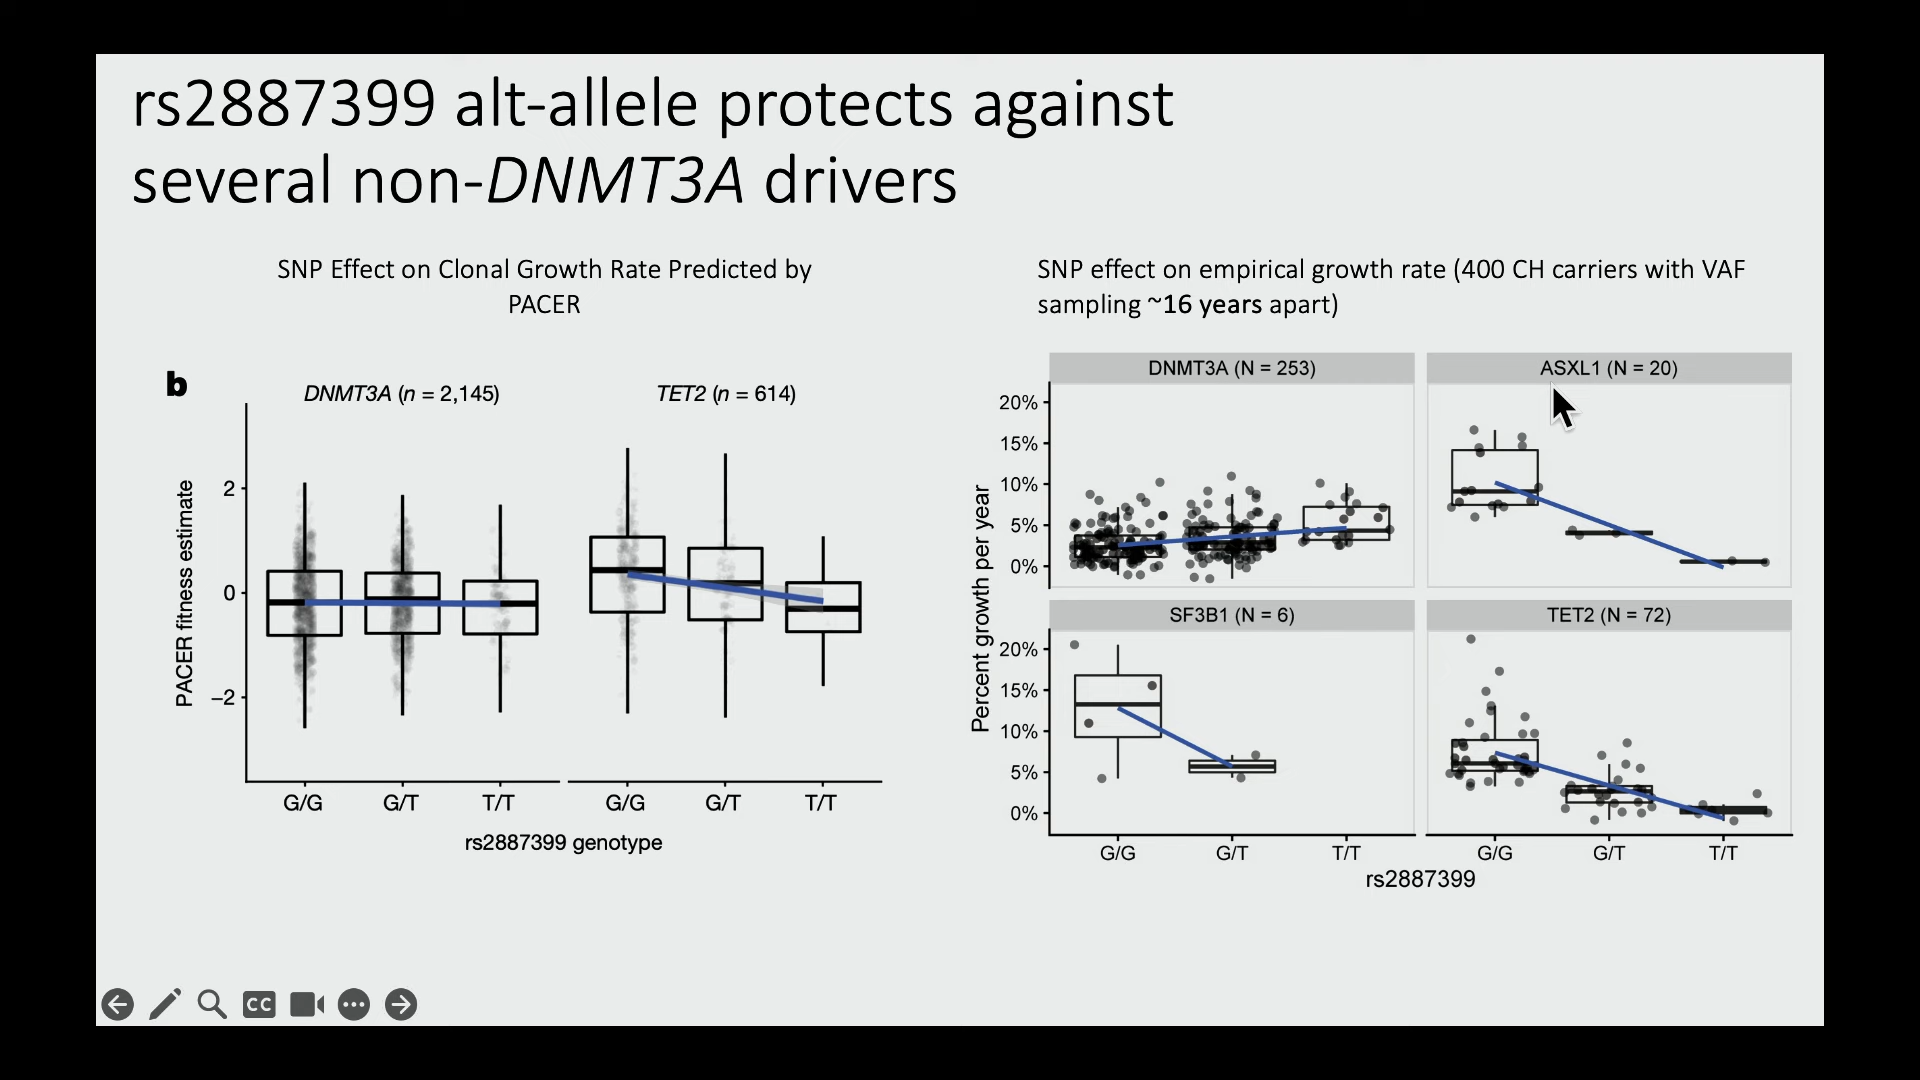 rs2887399 alt-allele protects against
several non-DNMT3A drivers
SNP Effect on Clonal Growth Rate Predicted by
PACER
b
DNMT3A (n = 2,145)
TET2 (n = 614)
PACER fitness estimate
2
0
−2
G/G
G/T
T/T
G/G
G/T
T/T
rs2887399 genotype
SNP effect on empirical growth rate (400 CH carriers with VAF
sampling ~16 years apart)
DNMT3A (N = 253)
ASXL1 (N = 20)
Percent growth per year
20%
15%
10%
5%
0%
SF3B1 (N = 6)
TET2 (N = 72)
20%
15%
10%
5%
0%
G/G
G/T
T/T
G/G
G/T
T/T
rs2887399
CC